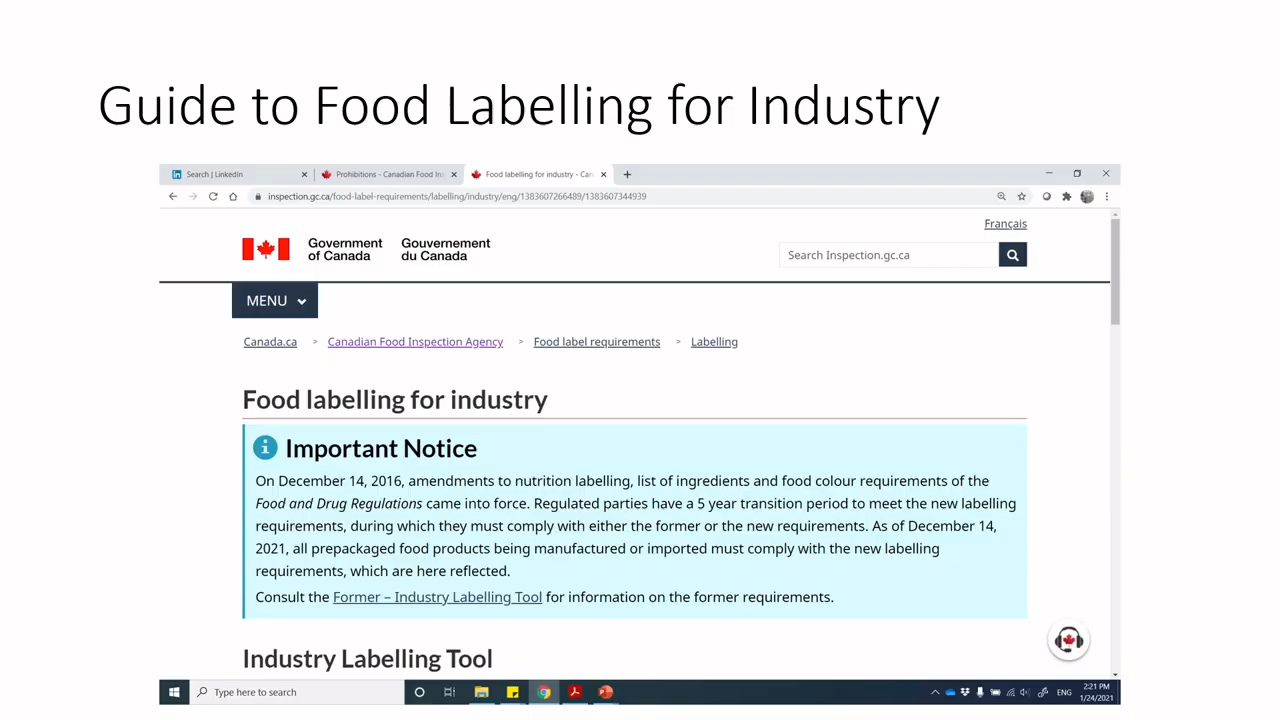 Guide to Food Labelling for Industry
Search | LinkedIn
Prohibitions - Canadian Food Ins
Food labelling for industry - Can
inspection.gc.ca/food-label-requirements/labelling/industry/eng/1383607266489/1383607344939
Français
Government of Canada
Gouvernement du Canada
Search Inspection.gc.ca
MENU
Canada.ca > Canadian Food Inspection Agency > Food label requirements > Labelling
Food labelling for industry
Important Notice
On December 14, 2016, amendments to nutrition labelling, list of ingredients and food colour requirements of the
Food and Drug Regulations came into force. Regulated parties have a 5 year transition period to meet the new labelling
requirements, during which they must comply with either the former or the new requirements. As of December 14,
2021, all prepackaged food products being manufactured or imported must comply with the new labelling
requirements, which are here reflected.
Consult the Former – Industry Labelling Tool for information on the former requirements.
Industry Labelling Tool
Type here to search
ENG
2:21 PM
1/24/2021